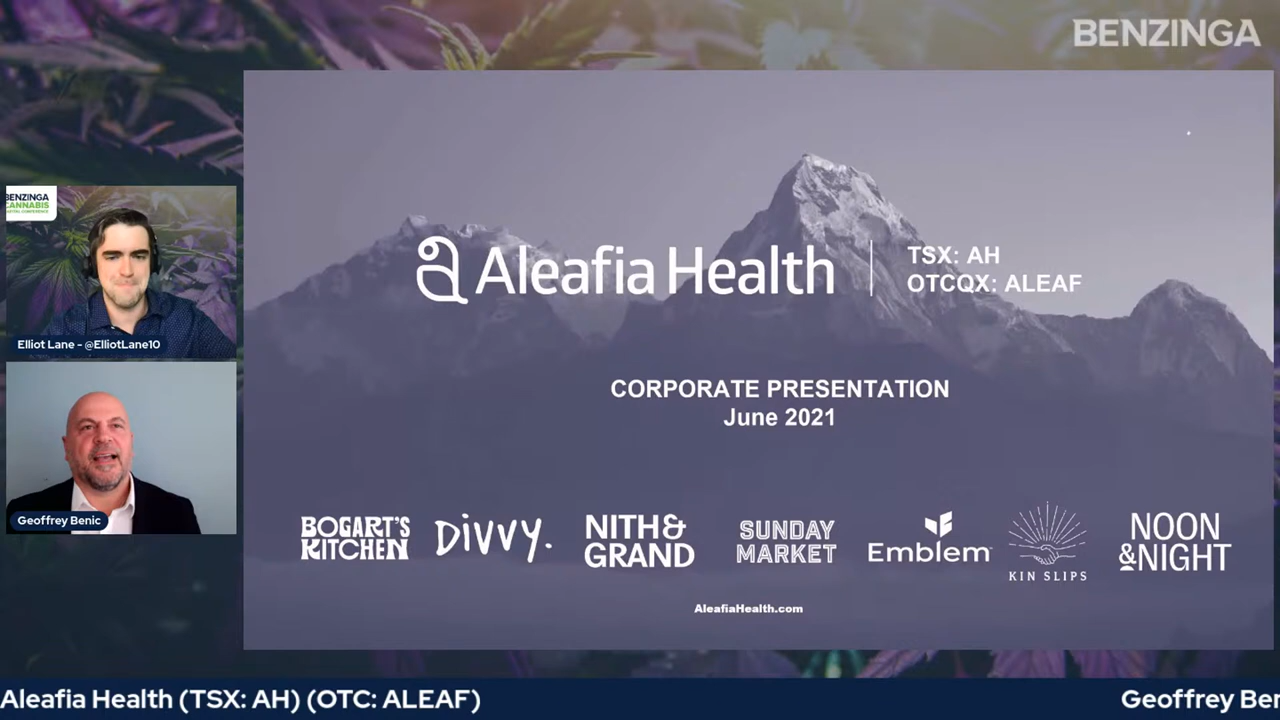 BENZINGA
BENZINGA
CANNABIS
Elliot Lane - @ElliotLane10
Geoffrey Benic
Aleafia Health
TSX: AH
OTCQX: ALEAF
CORPORATE PRESENTATION
June 2021
BOGART'S
KITCHEN
DiVVY.
NITH&
GRAND
SUNDAY
MARKET
Emblem
KIN SLIPS
NOON
&NIGHT
AleafiaHealth.com
Aleafia Health (TSX: AH) (OTC: ALEAF)
Geoffrey Ber